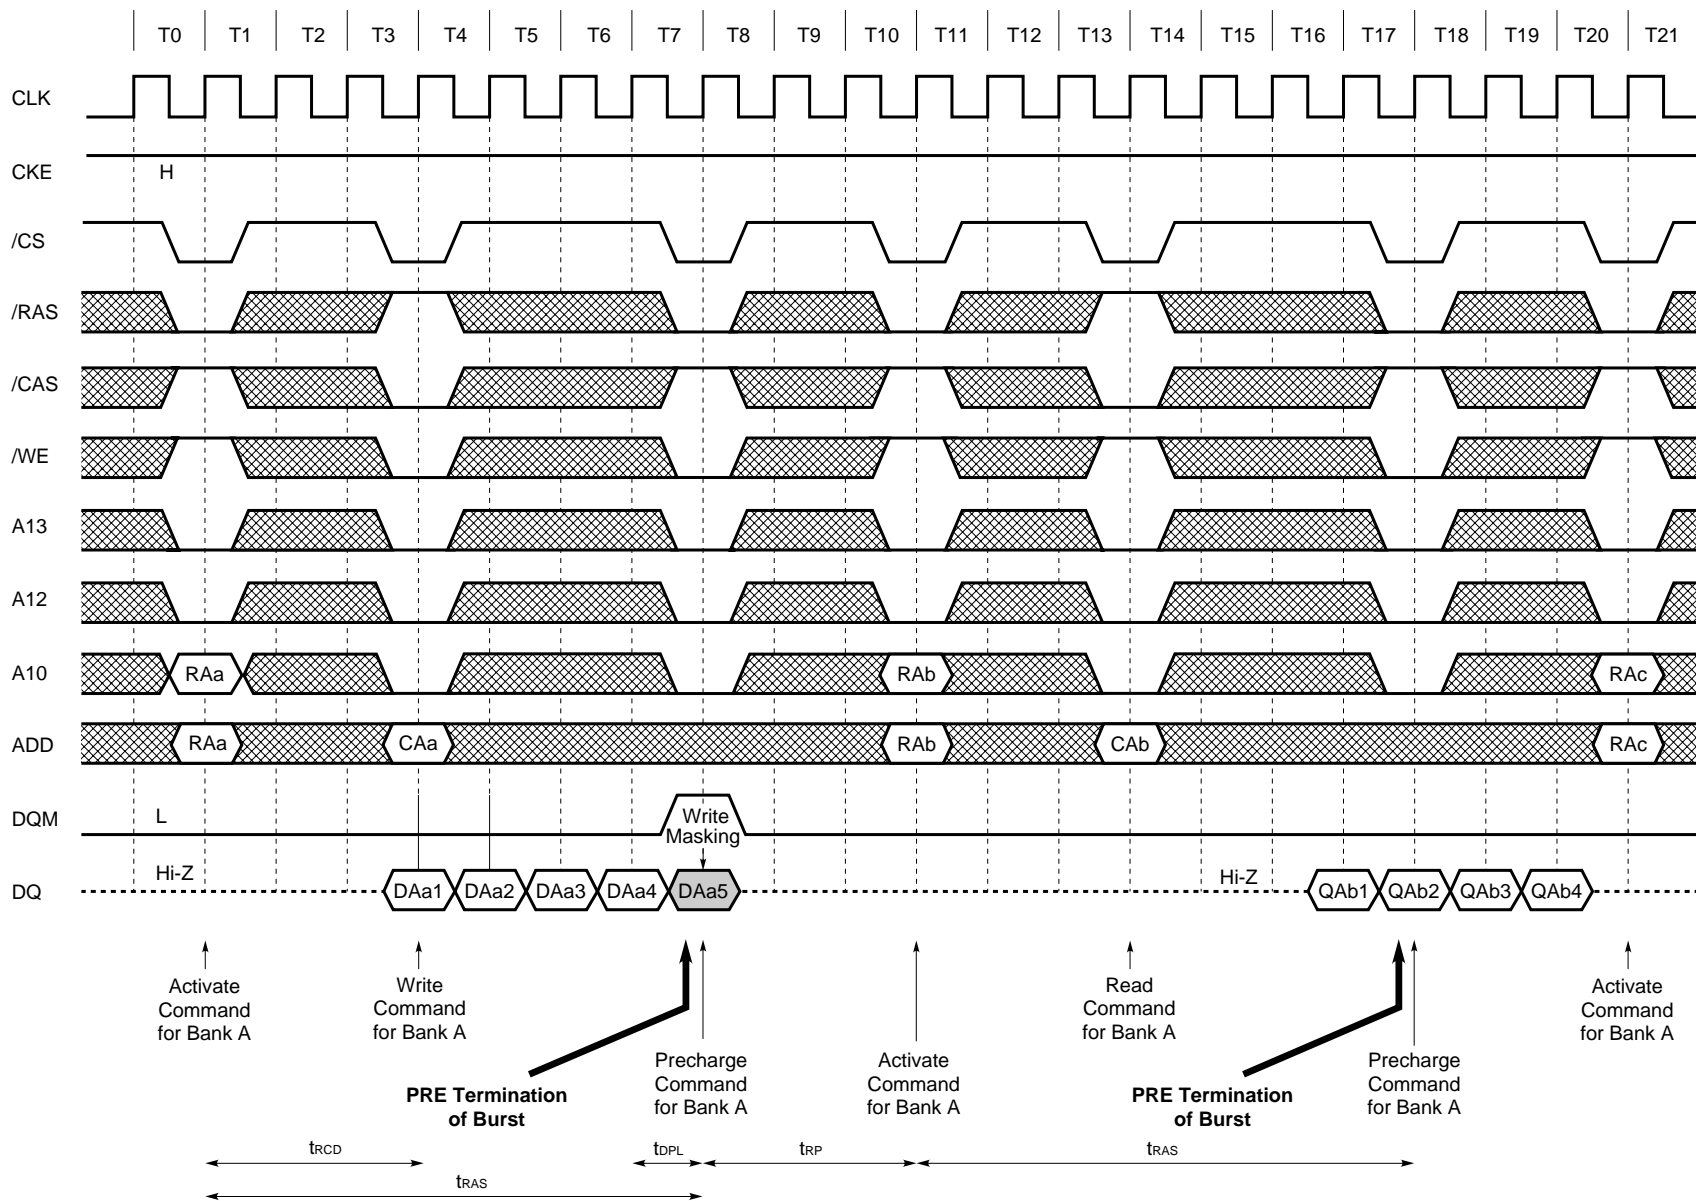 T0 T1 T2 T3 T4 T5 T6 T7 T8 T9 T10 T11 T12 T13 T14 T15 T16 T17 T18 T19 T20 T21
CLK
CKE
H
/CS
/RAS
/CAS
/WE
A13
A12
A10 RAa RAb RAc
ADD RAa CAa RAb CAb RAc
DQM L Write
Masking
DQ Hi-Z DAa1 DAa2 DAa3 DAa4 DAa5 Hi-Z QAb1 QAb2 QAb3 QAb4
Activate
Command
for Bank A
Write
Command
for Bank A
PRE Termination
of Burst
Precharge
Command
for Bank A
Activate
Command
for Bank A
Read
Command
for Bank A
PRE Termination
of Burst
Precharge
Command
for Bank A
Activate
Command
for Bank A
tRCD tDPL tRP tRAS
tRAS